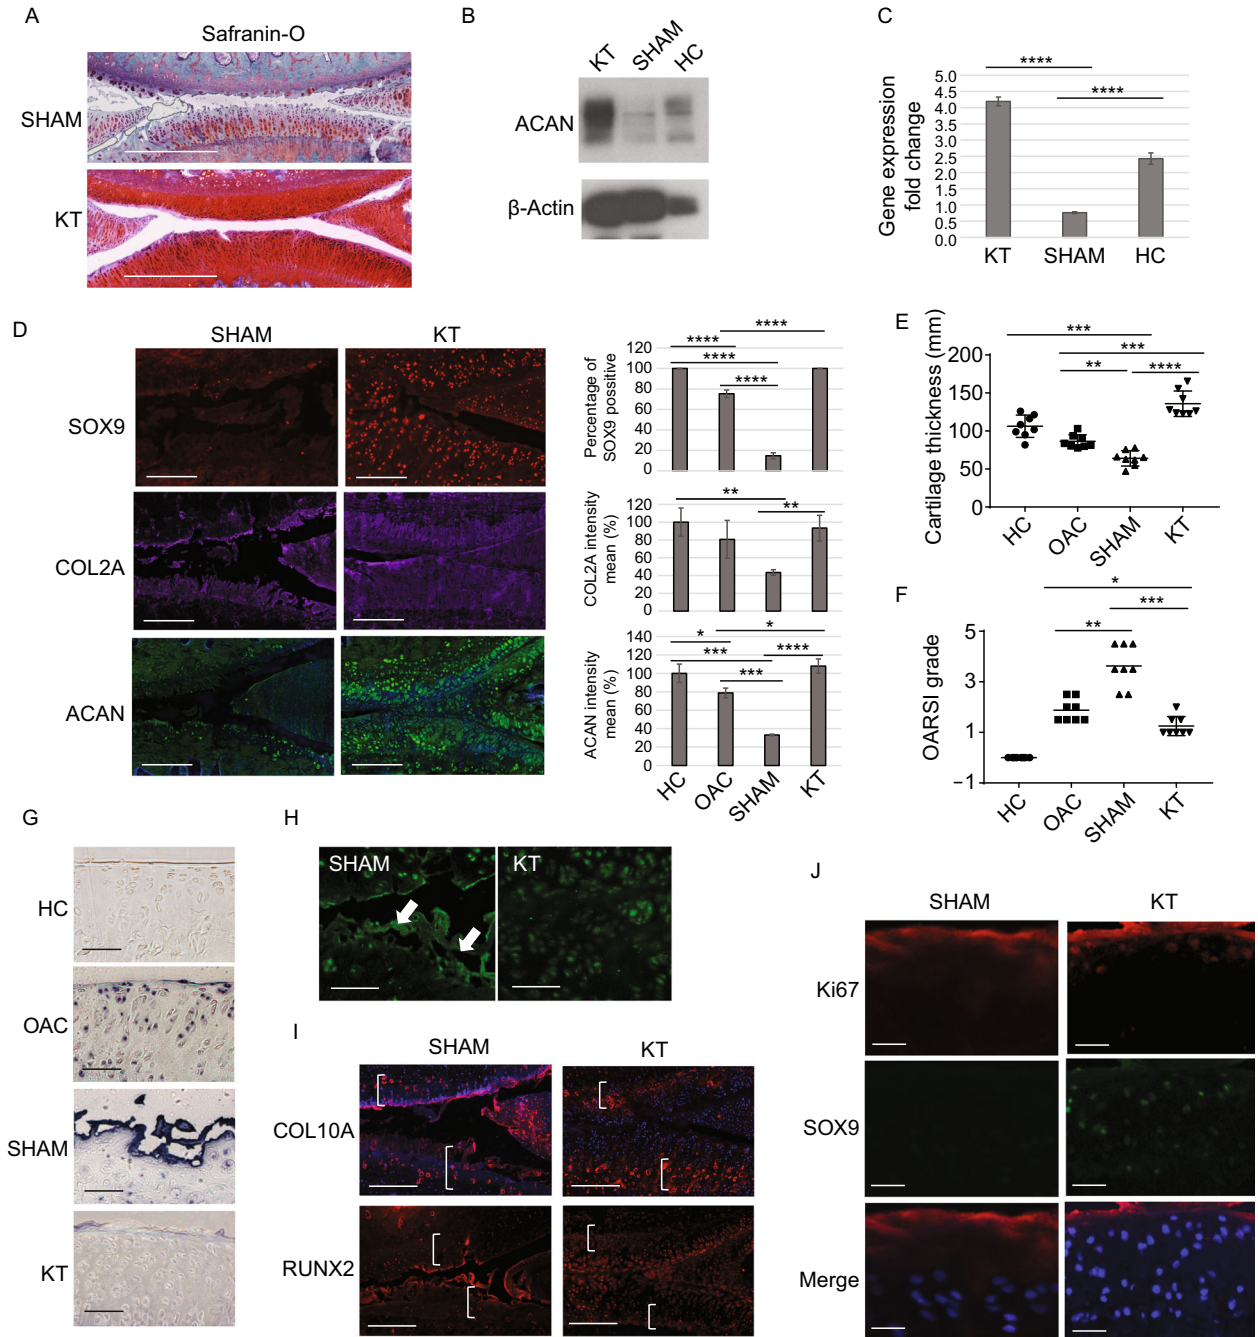 A
Safranin-O
SHAM
KT
B
KT
SHAM
HC
ACAN
β-Actin
C
****
****
Gene expression
fold change
5.0
4.5
4.0
3.5
3.0
2.5
2.0
1.5
1.0
0.5
0.0
KT
SHAM
HC
D
SHAM
KT
SOX9
COL2A
ACAN
****
****
****
****
Percentage of
SOX9 positive
120
100
80
60
40
20
0
**
**
COL2A intensity
mean (%)
120
100
80
60
40
20
0
*
*
***
****
***
ACAN intensity
mean (%)
140
120
100
80
60
40
20
0
HC
OAC
SHAM
KT
E
***
***
**
****
Cartilage thickness (mm)
200
150
100
50
0
HC
OAC
SHAM
KT
F
*
***
**
OARSI grade
5
3
1
−1
HC
OAC
SHAM
KT
G
HC
OAC
SHAM
KT
H
SHAM
KT
I
SHAM
KT
COL10A
RUNX2
J
SHAM
KT
Ki67
SOX9
Merge